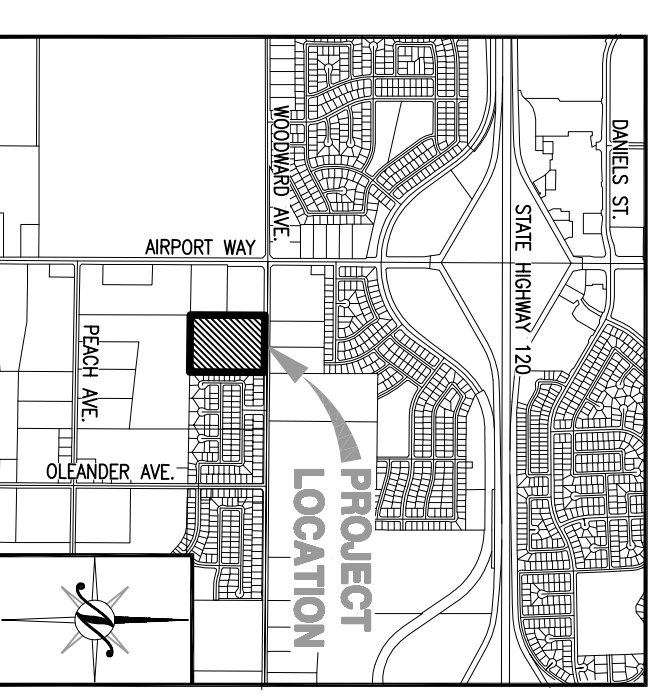 DANIELS ST.
WOODWARD AVE.
STATE HIGHWAY 120
AIRPORT WAY
PEACH AVE.
OLEANDER AVE.
PROJECT
LOCATION
N